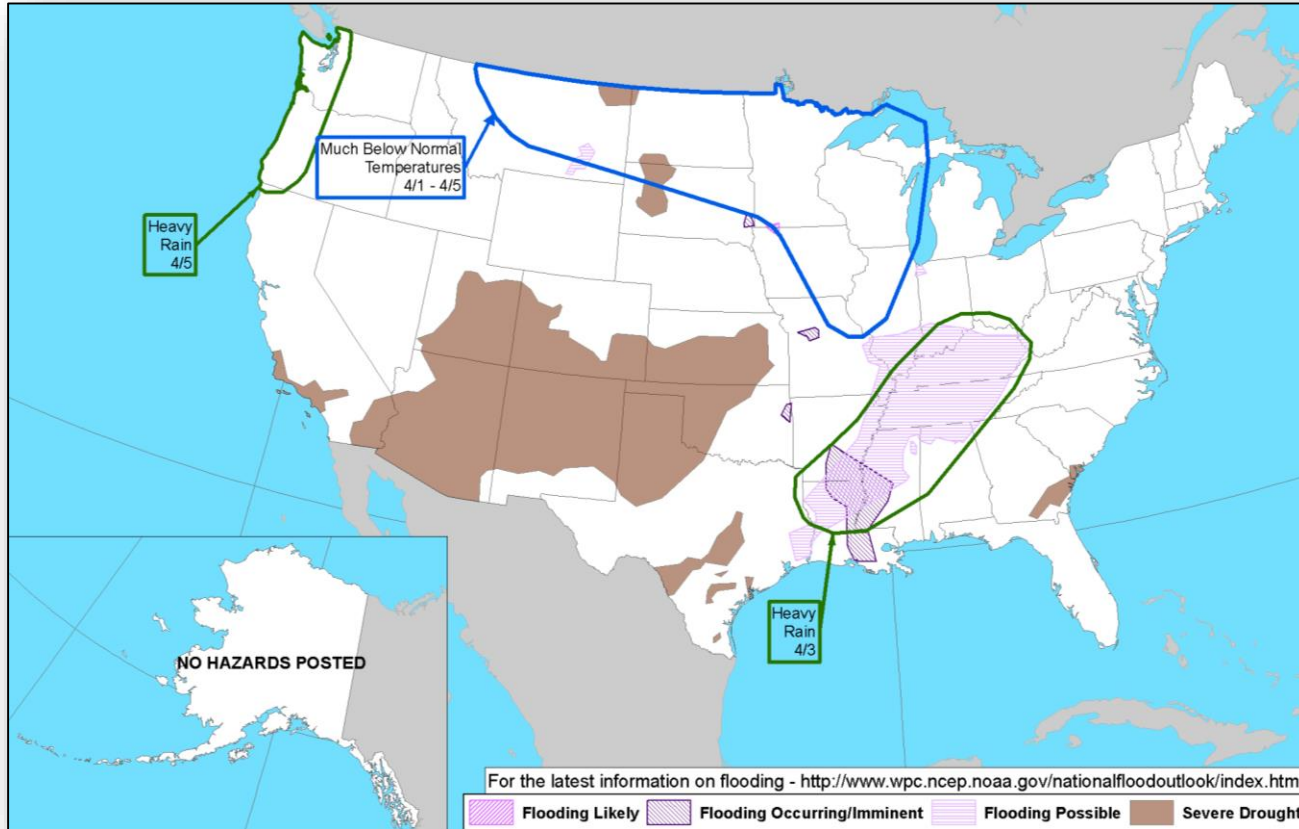 Much Below Normal
Temperatures
4/1 - 4/5
Heavy
Rain
4/5
Heavy
Rain
4/3
NO HAZARDS POSTED
For the latest information on flooding - http://www.wpc.ncep.noaa.gov/nationalfloodoutlook/index.htm
Flooding Likely
Flooding Occurring/Imminent
Flooding Possible
Severe Drought